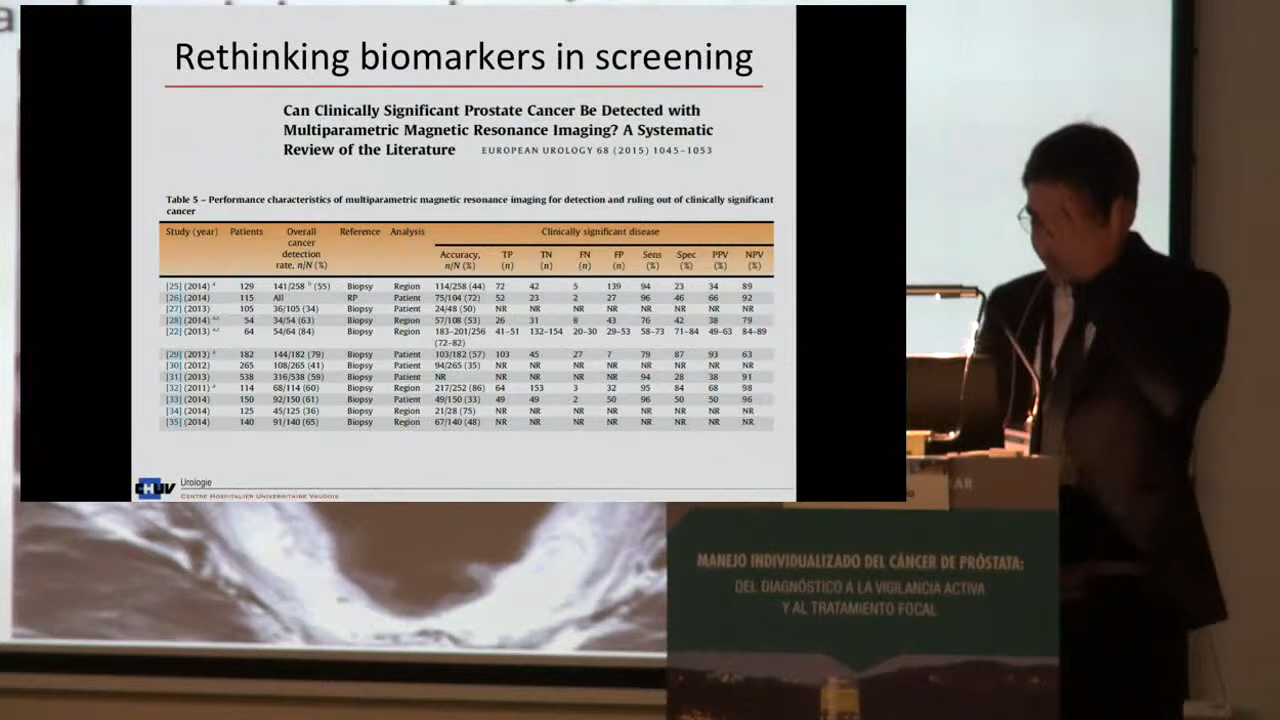 Rethinking biomarkers in screening
Can Clinically Significant Prostate Cancer Be Detected with
Multiparametric Magnetic Resonance Imaging? A Systematic
Review of the Literature EUROPEAN UROLOGY 68 (2015) 1045–1053
Table 5 – Performance characteristics of multiparametric magnetic resonance imaging for detection and ruling out of clinically significant
cancer
Study (year) Patients Overall Reference Analysis Clinically significant disease
cancer
detection Accuracy, TP TN FN FP Sens Spec PPV NPV
rate, n/N (%) n/N (%) (n) (n) (n) (n) (%) (%) (%) (%)
[25] (2014) a 129 141/258 b (55) Biopsy Region 114/258 (44) 72 42 5 139 94 23 34 89
[26] (2014) 115 All RP Patient 75/104 (72) 52 23 2 27 96 46 66 92
[27] (2013) 105 36/105 (34) Biopsy Patient 24/48 (50) NR NR NR NR NR NR NR NR
[28] (2014) 54 34/54 (63) Biopsy Region 57/108 (53) 26 31 8 43 76 42 38 79
[22] (2013) 64 54/64 (84) Biopsy Region 183–201/256 41–51 132–154 20–30 29–53 58–73 71–84 49–63 84–89
(72–82)
[29] (2013) 182 144/182 (79) Biopsy Patient 103/182 (57) 103 45 27 7 79 87 93 63
[30] (2012) 265 108/265 (41) Biopsy Patient 94/265 (35) NR NR NR NR NR NR NR NR
[31] (2013) 538 316/538 (59) Biopsy Patient NR NR NR NR NR 94 28 38 91
[32] (2011) a 114 68/114 (60) Biopsy Region 217/252 (86) 64 153 3 32 95 84 68 98
[33] (2014) 150 92/150 (61) Biopsy Patient 49/150 (33) 49 49 2 50 96 50 50 96
[34] (2014) 125 45/125 (36) Biopsy Region 21/28 (75) NR NR NR NR NR NR NR NR
[35] (2014) 140 91/140 (65) Biopsy Region 67/140 (48) NR NR NR NR NR NR NR NR
CHUV Urologie
CENTRE HOSPITALIER UNIVERSITAIRE VAUDOIS
MANEJO INDIVIDUALIZADO DEL CÁNCER DE PRÓSTATA:
DEL DIAGNÓSTICO A LA VIGILANCIA ACTIVA
Y AL TRATAMIENTO FOCAL